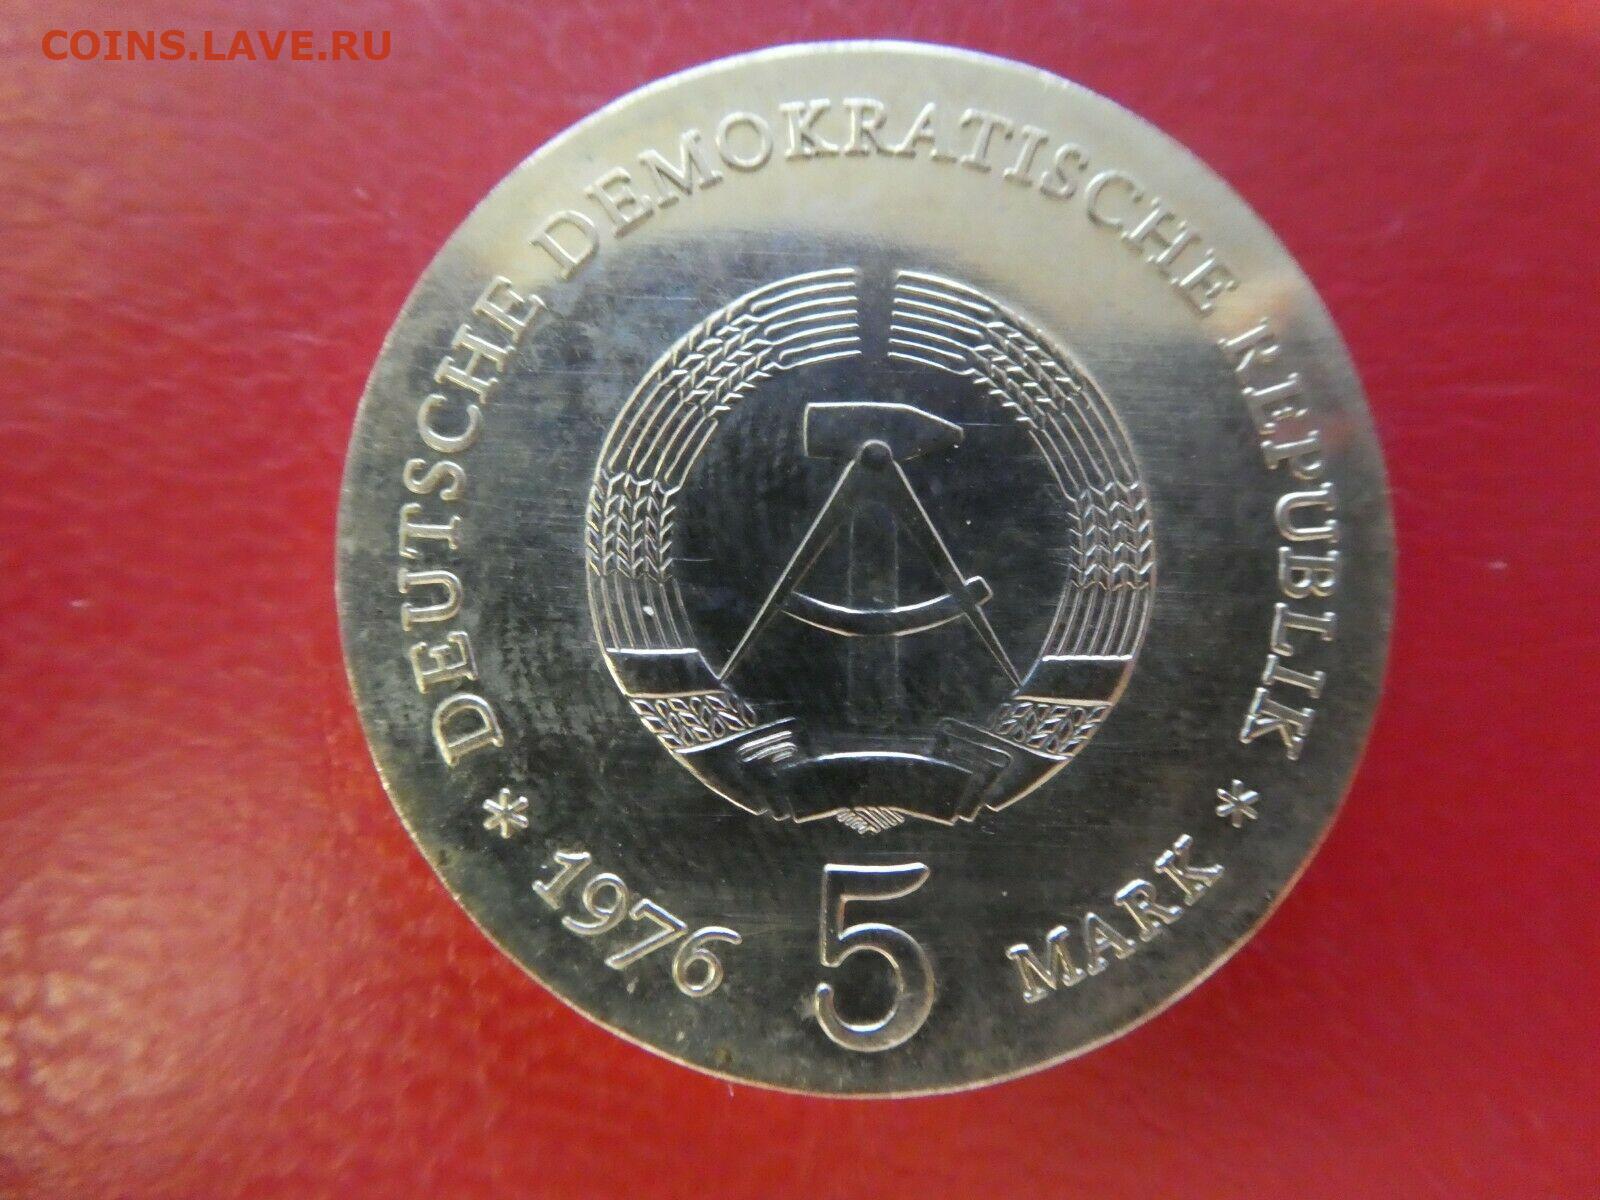 COINS.LAVE.RU
DEUTSCHE DEMOKRATISCHE REPUBLIK
* 1976 5 MARK *